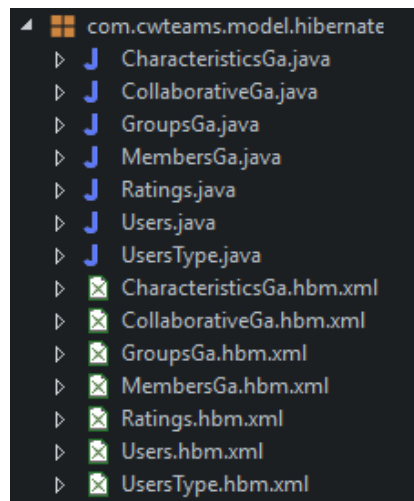 com.cwteams.model.hibernate
CharacteristicsGa.java
CollaborativeGa.java
GroupsGa.java
MembersGa.java
Ratings.java
Users.java
UsersType.java
CharacteristicsGa.hbm.xml
CollaborativeGa.hbm.xml
GroupsGa.hbm.xml
MembersGa.hbm.xml
Ratings.hbm.xml
Users.hbm.xml
UsersType.hbm.xml